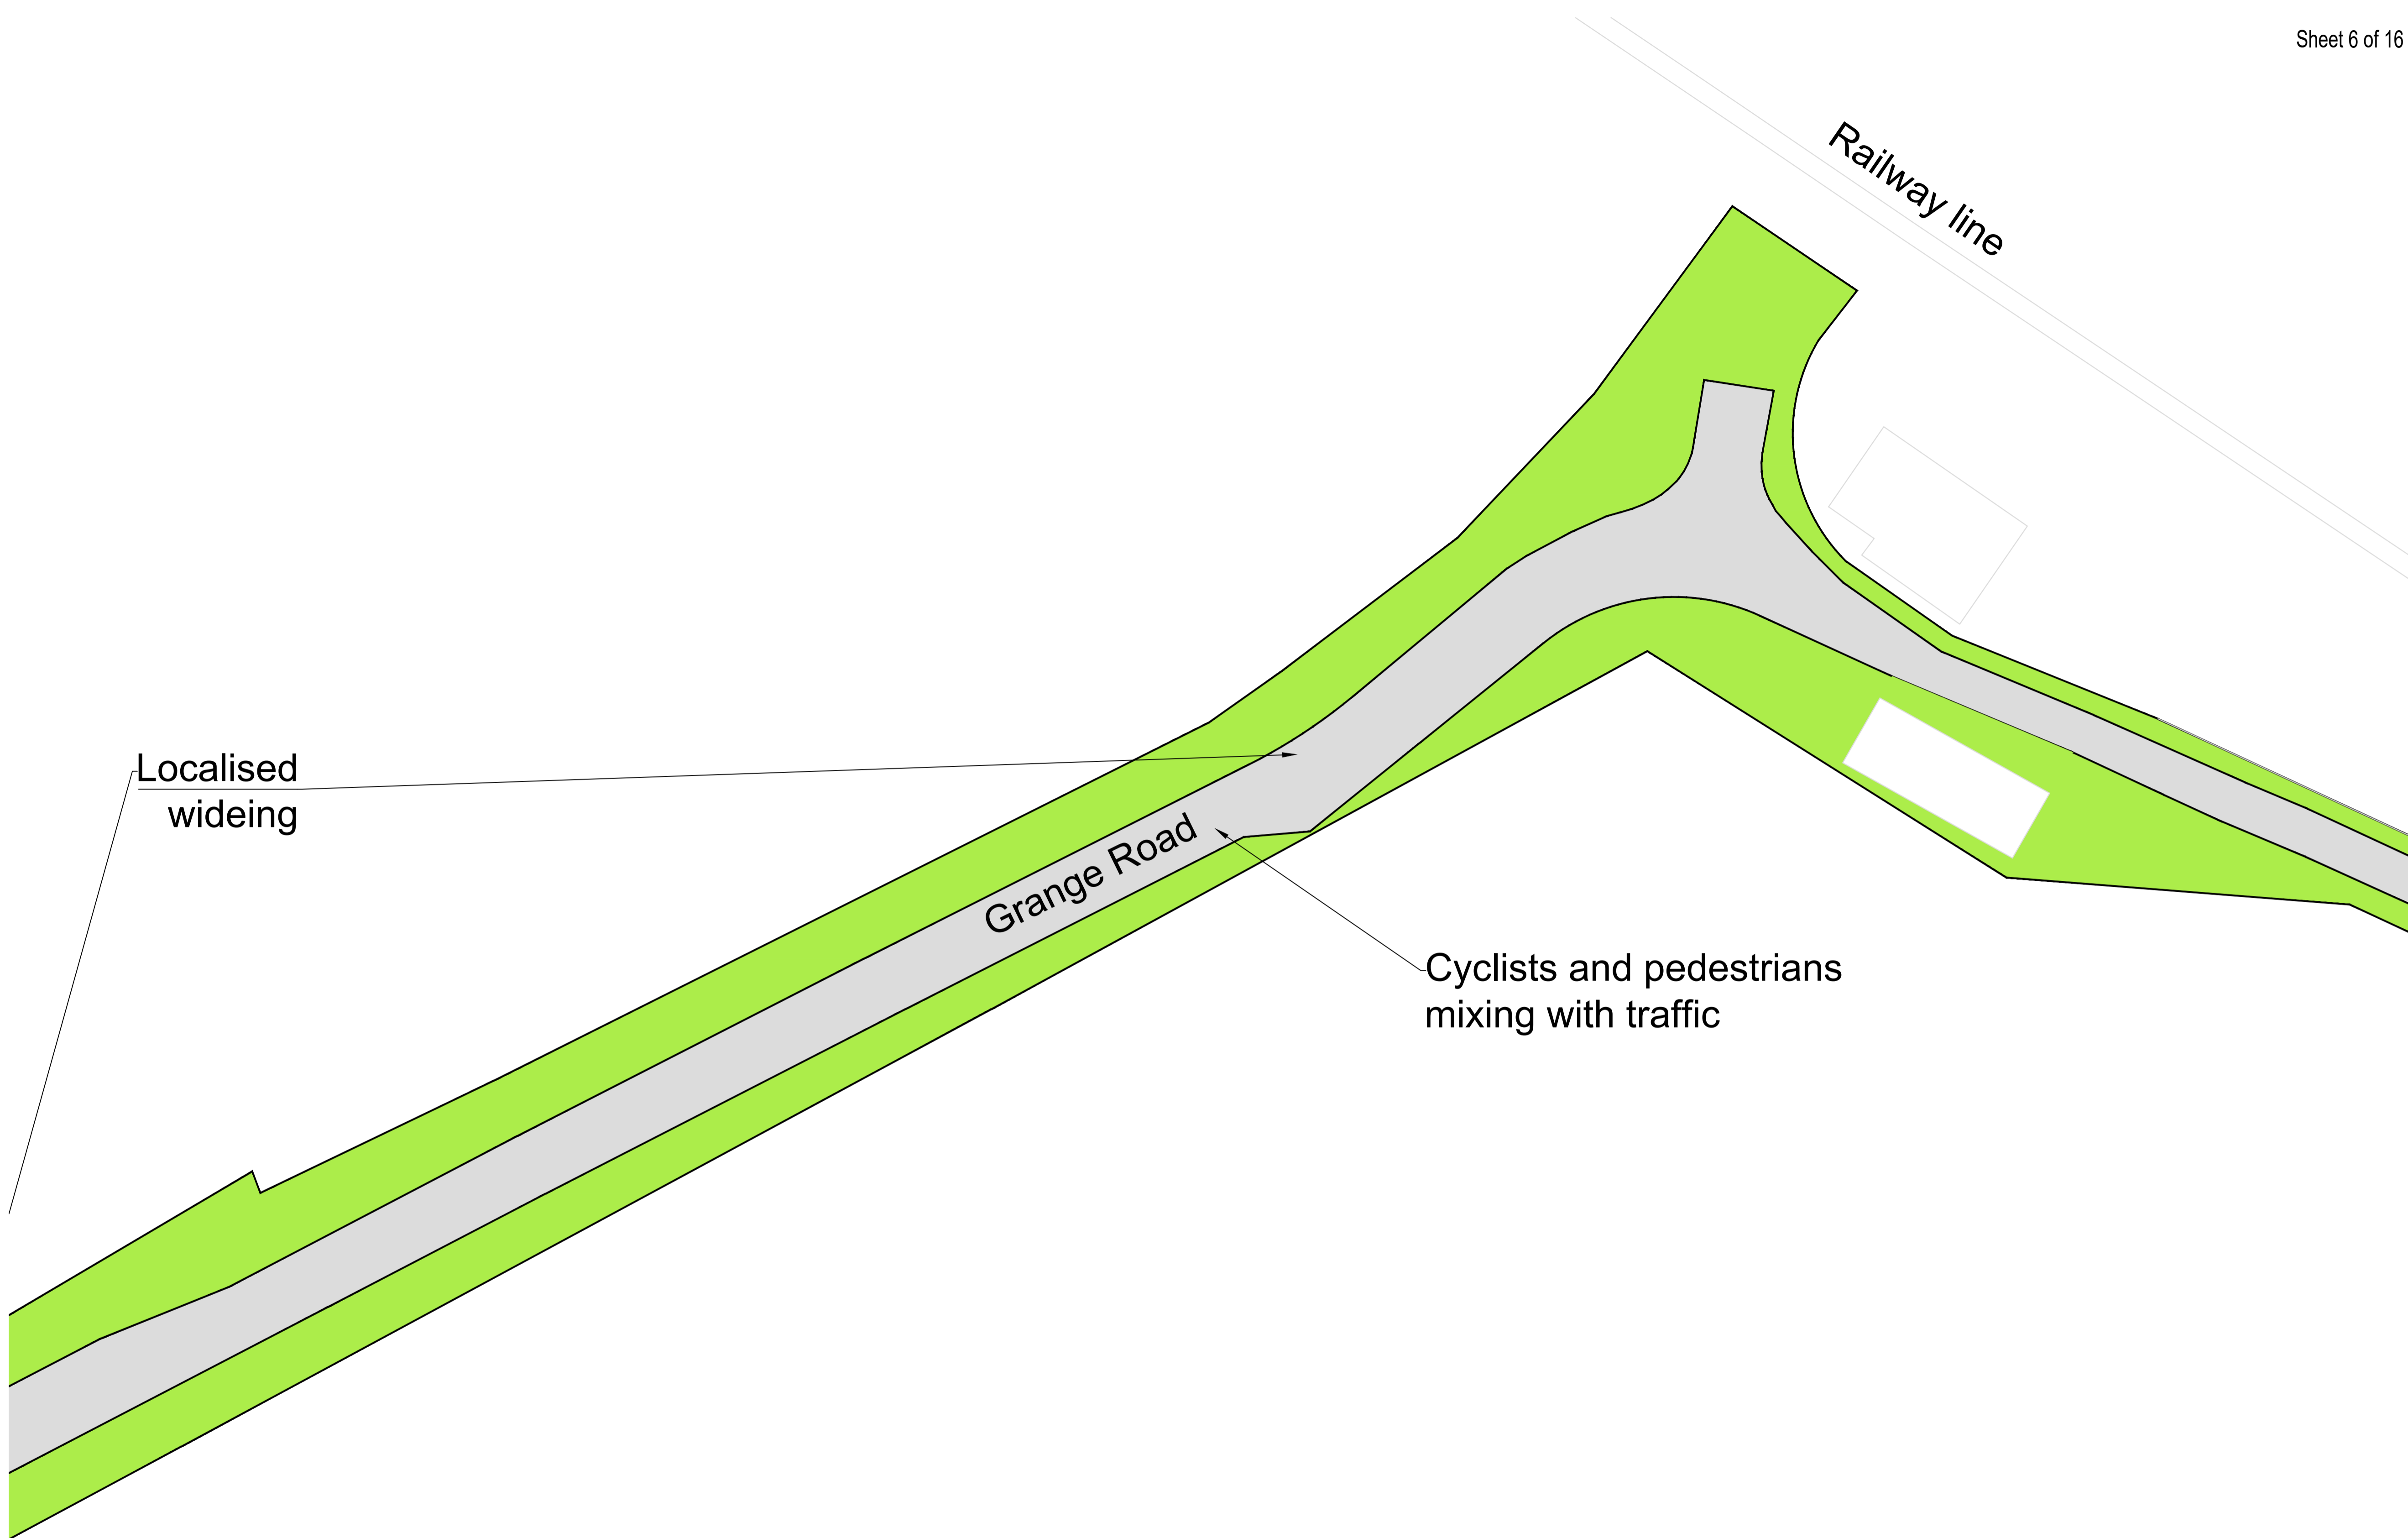 Sheet 6 of 16
Railway line
Localised
wideing
Grange Road
Cyclists and pedestrians
mixing with traffic